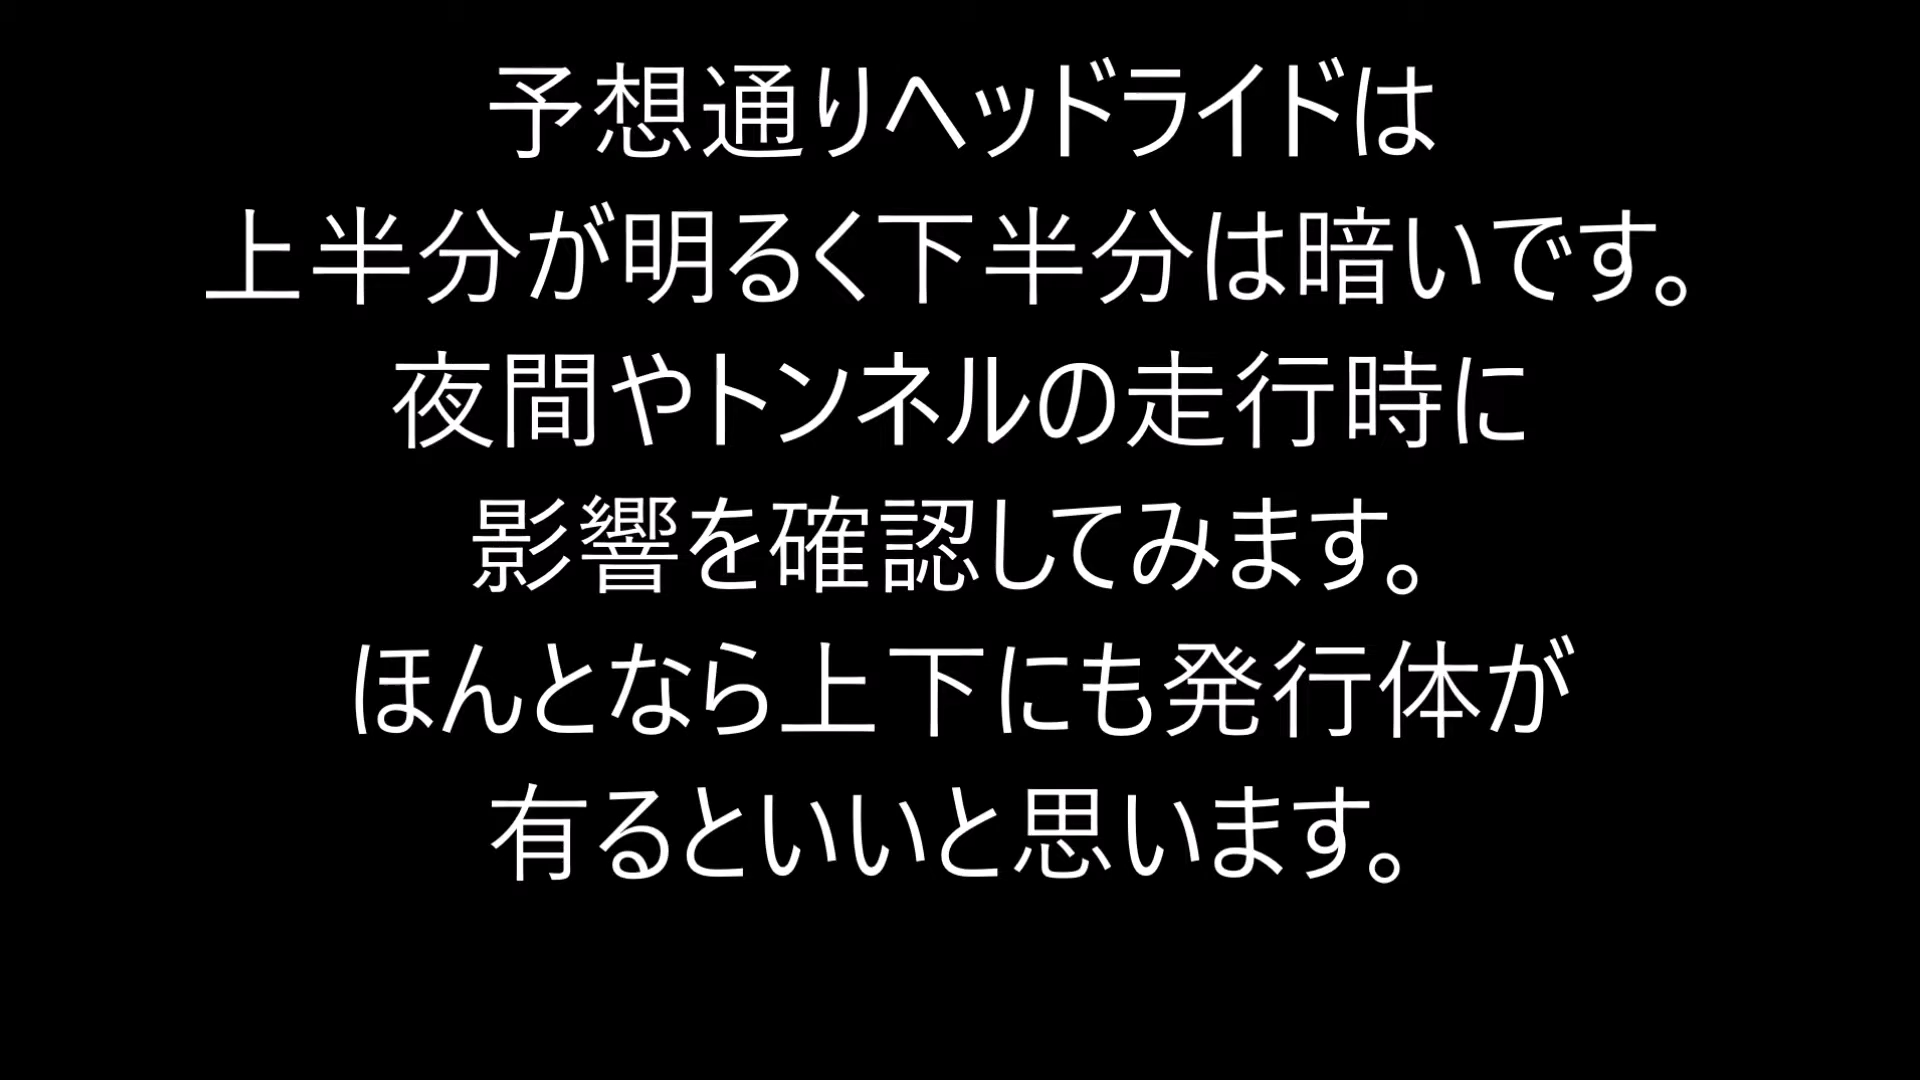 予想通りヘッドライドは
上半分が明るく下半分は暗いです。
夜間やトンネルの走行時に
影響を確認してみます。
ほんとなら上下にも発行体が
有るといいと思います。